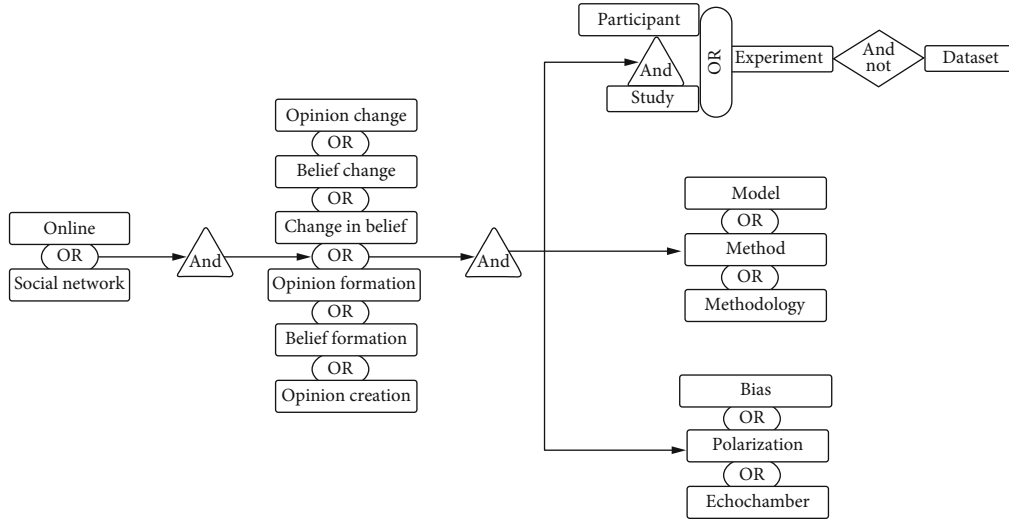 Online
OR
Social network
And
Opinion change
OR
Belief change
OR
Change in belief
OR
Opinion formation
OR
Belief formation
OR
Opinion creation
And
Participant
And
Study
OR
Experiment
And
not
Dataset
Model
OR
Method
OR
Methodology
Bias
OR
Polarization
OR
Echochamber